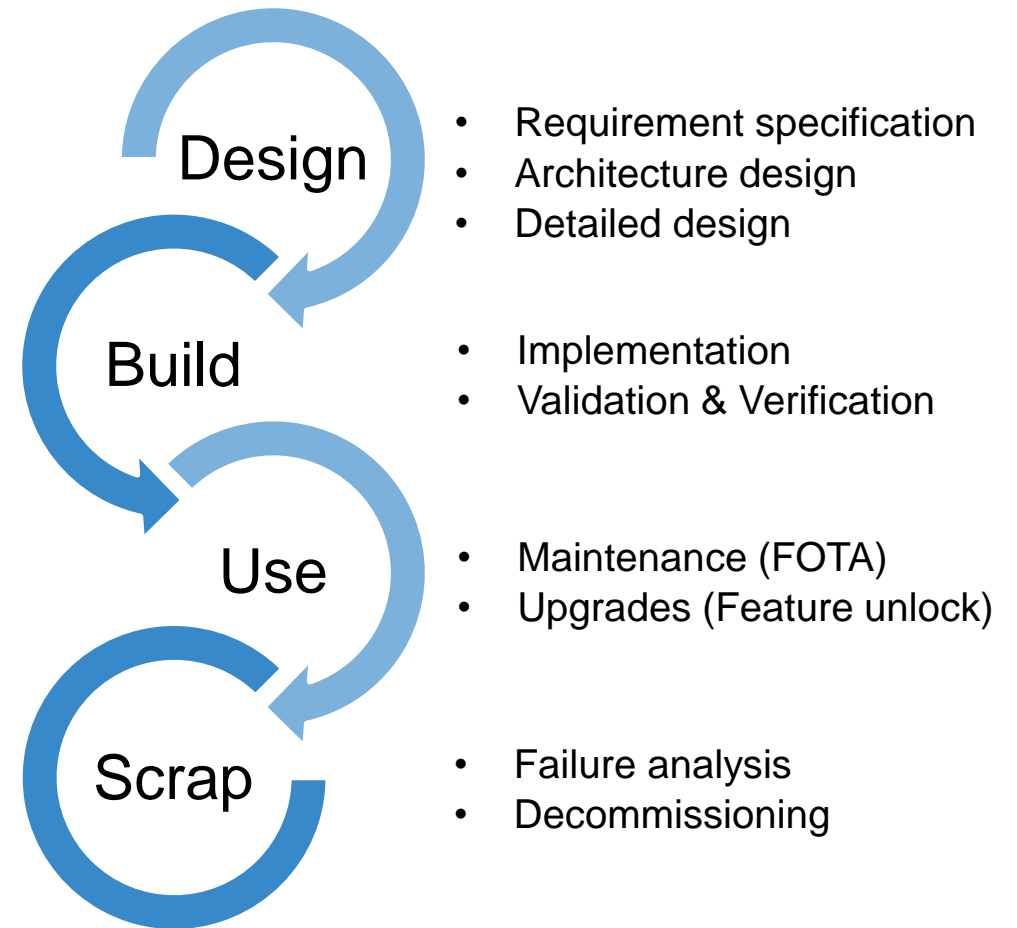 Design
• Requirement specification
• Architecture design
• Detailed design
Build
• Implementation
• Validation & Verification
Use
• Maintenance (FOTA)
• Upgrades (Feature unlock)
Scrap
• Failure analysis
• Decommissioning